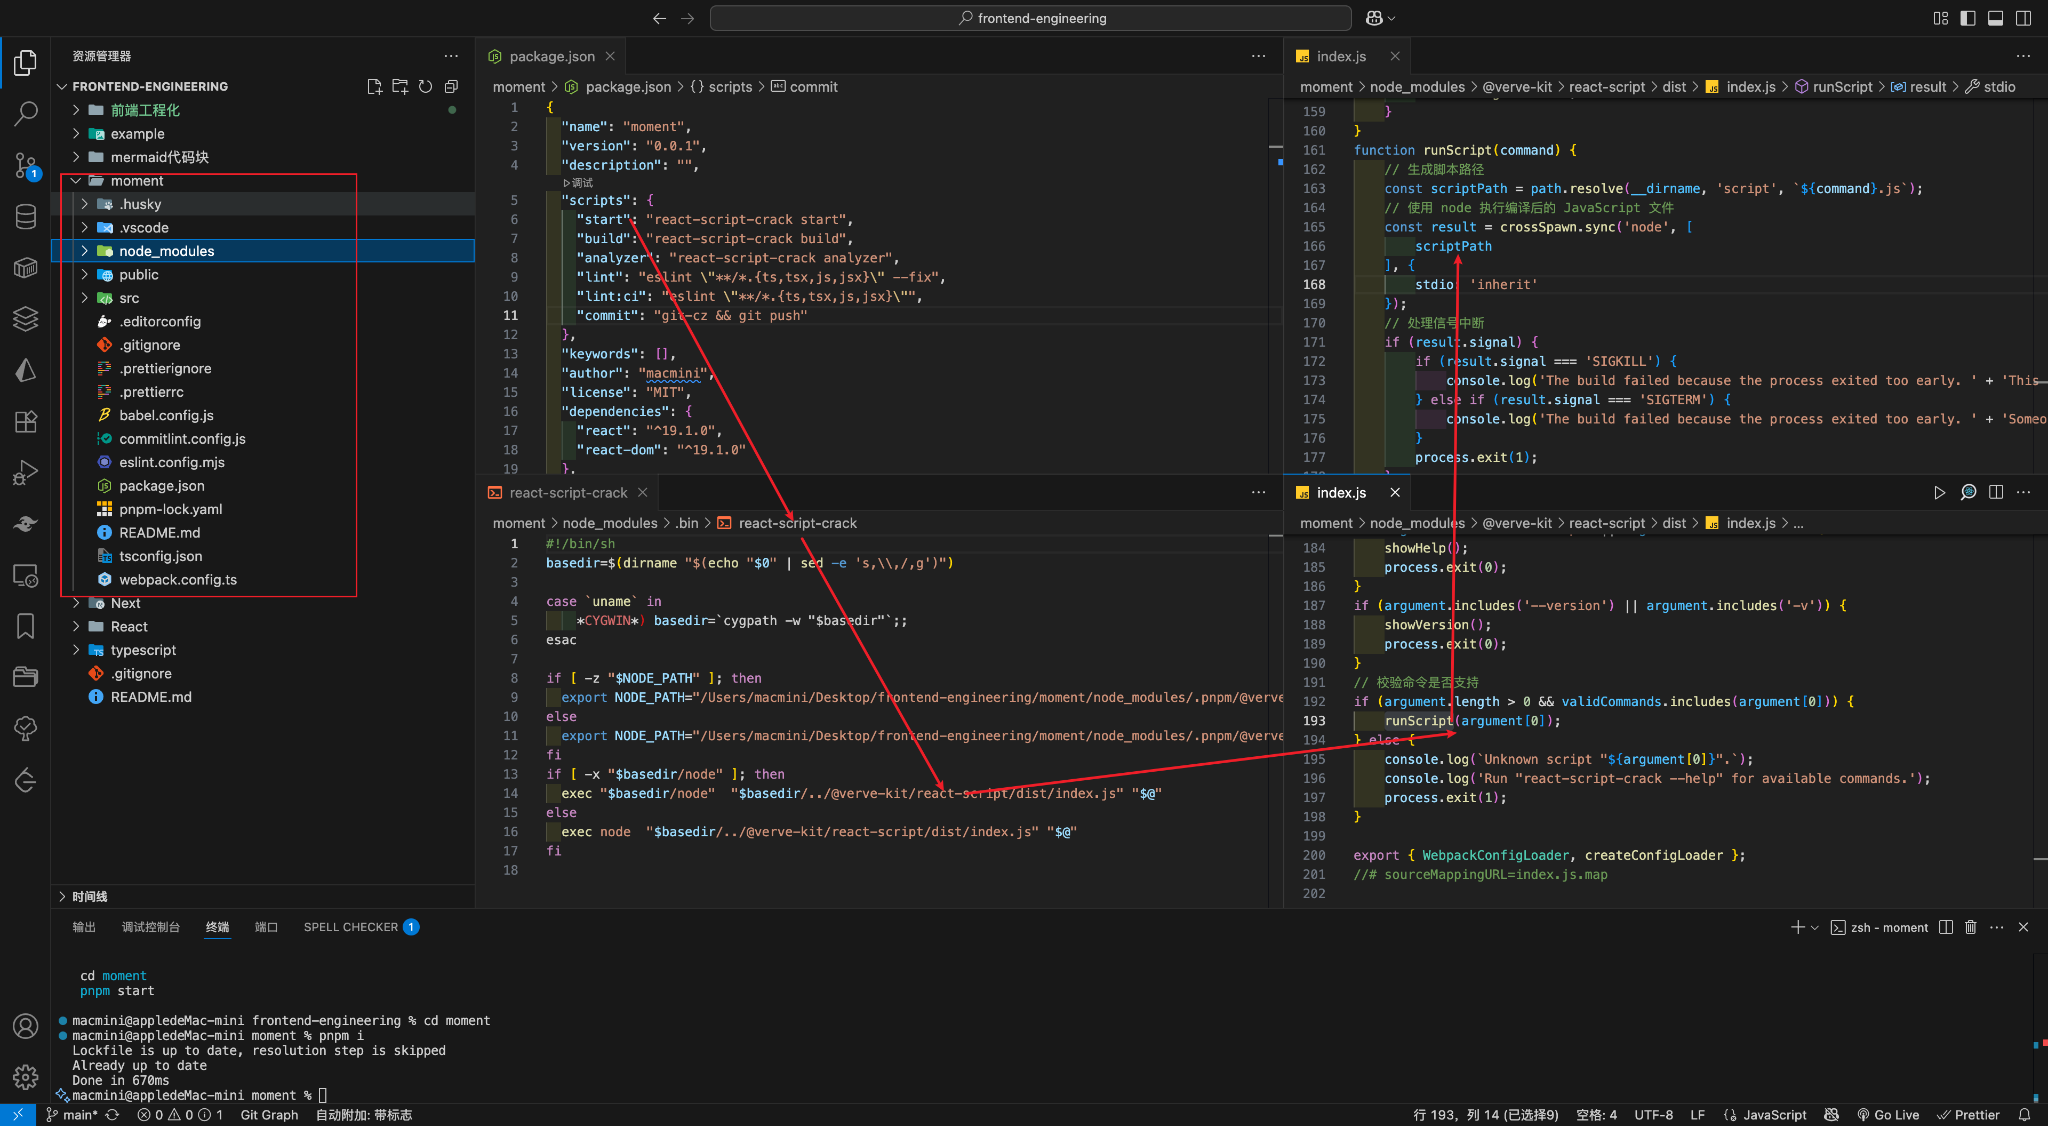 frontend-engineering
资源管理器
FRONTEND-ENGINEERING
前端工程化
example
mermaid代码块
moment
.husky
.vscode
node_modules
public
src
.editorconfig
.gitignore
.prettierignore
.prettierrc
babel.config.js
commitlint.config.js
eslint.config.mjs
package.json
pnpm-lock.yaml
README.md
tsconfig.json
webpack.config.ts
Next
React
typescript
.gitignore
README.md
时间线
package.json
moment > package.json > {} scripts > commit
1 {
2 "name": "moment",
3 "version": "0.0.1",
4 "description": "",
调试
5 "scripts": {
6 "start": "react-script-crack start",
7 "build": "react-script-crack build",
8 "analyzer": "react-script-crack analyzer",
9 "lint": "eslint \"**/*.{ts,tsx,js,jsx}\" --fix",
10 "lint:ci": "eslint \"**/*.{ts,tsx,js,jsx}\"",
11 "commit": "git-cz && git push"
12 },
13 "keywords": [],
14 "author": "macmini",
15 "license": "MIT",
16 "dependencies": {
17 "react": "^19.1.0",
18 "react-dom": "^19.1.0"
19 },
index.js
moment > node_modules > @verve-kit > react-script > dist > index.js > runScript > result > stdio
159 }
160 }
161 function runScript(command) {
162 // 生成脚本路径
163 const scriptPath = path.resolve(__dirname, 'script', `${command}.js`);
164 // 使用 node 执行编译后的 JavaScript 文件
165 const result = crossSpawn.sync('node', [
166 scriptPath
167 ], {
168 stdio: 'inherit'
169 });
170 // 处理信号中断
171 if (result.signal) {
172 if (result.signal === 'SIGKILL') {
173 console.log('The build failed because the process exited too early. ' + 'This
174 } else if (result.signal === 'SIGTERM') {
175 console.log('The build failed because the process exited too early. ' + 'Someo
176 }
177 process.exit(1);
react-script-crack
moment > node_modules > .bin > react-script-crack
1 #!/bin/sh
2 basedir=$(dirname "$(echo "$0" | sed -e 's,\\,/,g')")
3
4 case `uname` in
5 *CYGWIN*) basedir=`cygpath -w "$basedir"`;;
6 esac
7
8 if [ -z "$NODE_PATH" ]; then
9 export NODE_PATH="/Users/macmini/Desktop/frontend-engineering/moment/node_modules/.pnpm/@verve
10 else
11 export NODE_PATH="/Users/macmini/Desktop/frontend-engineering/moment/node_modules/.pnpm/@verve
12 fi
13 if [ -x "$basedir/node" ]; then
14 exec "$basedir/node"  "$basedir/../@verve-kit/react-script/dist/index.js" "$@"
15 else
16 exec node  "$basedir/../@verve-kit/react-script/dist/index.js" "$@"
17 fi
18
index.js
moment > node_modules > @verve-kit > react-script > dist > index.js > ...
184 showHelp();
185 process.exit(0);
186 }
187 if (argument.includes('--version') || argument.includes('-v')) {
188 showVersion();
189 process.exit(0);
190 }
191 // 校验命令是否支持
192 if (argument.length > 0 && validCommands.includes(argument[0])) {
193 runScript(argument[0]);
194 } else {
195 console.log(`Unknown script "${argument[0]}".`);
196 console.log('Run "react-script-crack --help" for available commands.');
197 process.exit(1);
198 }
199
200 export { WebpackConfigLoader, createConfigLoader };
201 //# sourceMappingURL=index.js.map
202
输出 调试控制台 终端 端口 SPELL CHECKER 1
zsh - moment
cd moment
pnpm start
macmini@appledeMac-mini frontend-engineering % cd moment
macmini@appledeMac-mini moment % pnpm i
Lockfile is up to date, resolution step is skipped
Already up to date
Done in 670ms
macmini@appledeMac-mini moment %
main* 0 0 1 Git Graph 自动附加: 带标志
行 193，列 14 (已选择9) 空格: 4 UTF-8 LF {} JavaScript Go Live Prettier